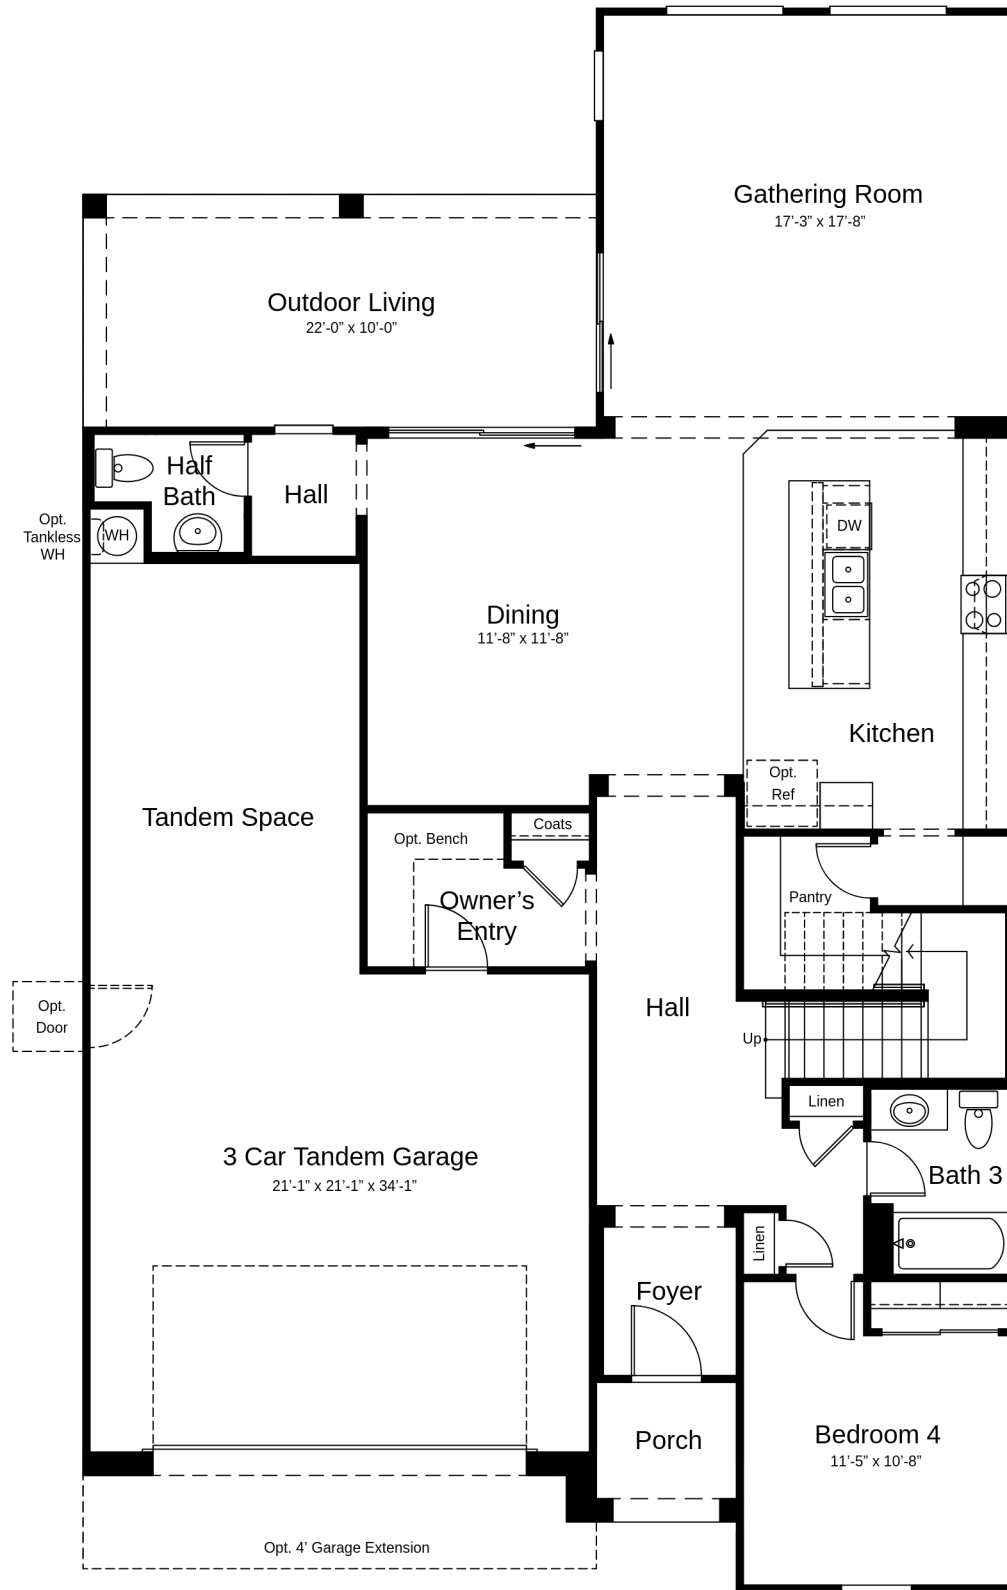 Gathering Room
17’-3” x 17’-8”
Outdoor Living
22’-0” x 10’-0”
Half
Bath
Hall
Opt.
Tankless
WH
WH
DW
Dining
11’-8” x 11’-8”
Kitchen
Opt.
Ref
Tandem Space
Opt. Bench
Coats
Owner’s
Entry
Pantry
Opt.
Door
Hall
Up
Linen
3 Car Tandem Garage
21’-1” x 21’-1” x 34’-1”
Bath 3
Linen
Foyer
Porch
Bedroom 4
11’-5” x 10’-8”
Opt. 4’ Garage Extension